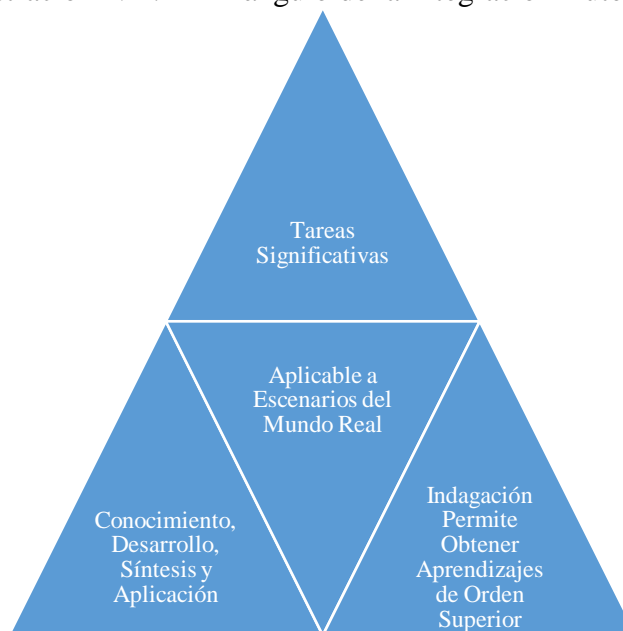 Tareas
Significativas
Aplicable a
Escenarios del
Mundo Real
Conocimiento,
Desarrollo,
Síntesis y
Aplicación
Indagación
Permite
Obtener
Aprendizajes
de Orden
Superior